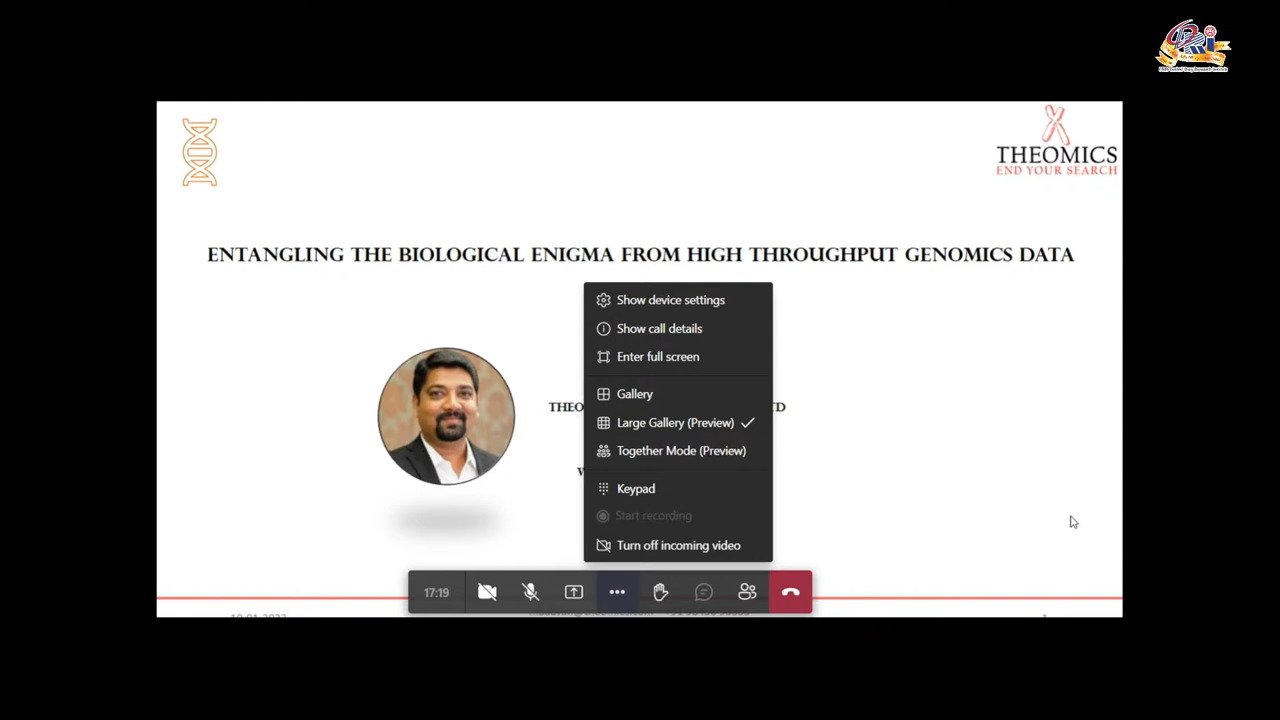 THEOMICS
END YOUR SEARCH
ENTANGLING THE BIOLOGICAL ENIGMA FROM HIGH THROUGHPUT GENOMICS DATA
Show device settings
Show call details
Enter full screen
Gallery
Large Gallery (Preview)
Together Mode (Preview)
Keypad
Start recording
Turn off incoming video
17:19